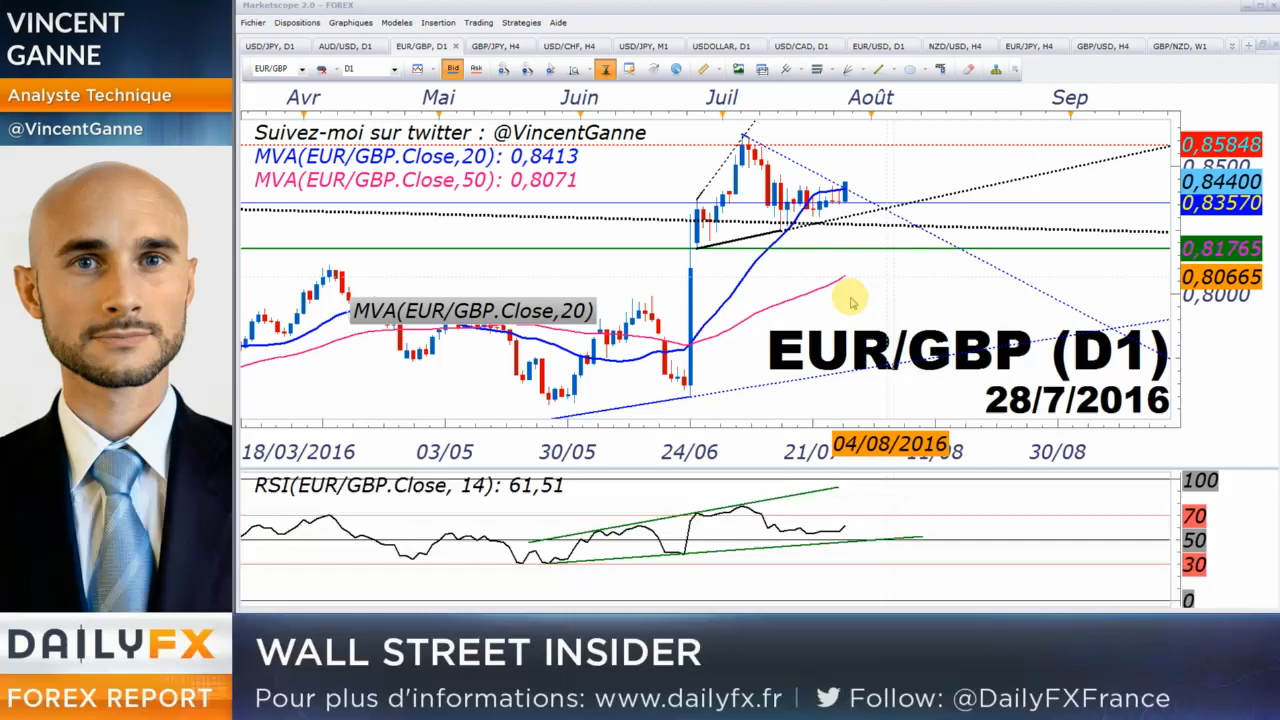 VINCENT
GANNE
Analyste Technique
@VincentGanne
Marketscope 2.0 - FOREX
Fichier Dispositions Graphiques Modeles Insertion Trading Strategies Aide
USD/JPY, D1 AUD/USD, D1 EUR/GBP, D1 GBP/JPY, H4 USD/CHF, H4 USD/JPY, M1 USDOLLAR, D1 USD/CAD, D1 EUR/USD, D1 NZD/USD, H4 EUR/JPY, H4 GBP/USD, H4 GBP/NZD, W1
EUR/GBP D1 Bid Ask
Avr Mai Juin Juil Août Sep
Suivez-moi sur twitter : @VincentGanne
MVA(EUR/GBP.Close,20): 0,8413
MVA(EUR/GBP.Close,50): 0,8071
0,85848
0,8500
0,84400
0,83570
0,81765
0,80665
0,8000
MVA(EUR/GBP.Close,20)
EUR/GBP (D1)
28/7/2016
18/03/2016 03/05 30/05 24/06 21/07 04/08/2016 11/08 30/08
RSI(EUR/GBP.Close, 14): 61,51
100
70
50
30
0
DAILYFX
FOREX REPORT
WALL STREET INSIDER
Pour plus d'informations: www.dailyfx.fr | Follow: @DailyFXFrance